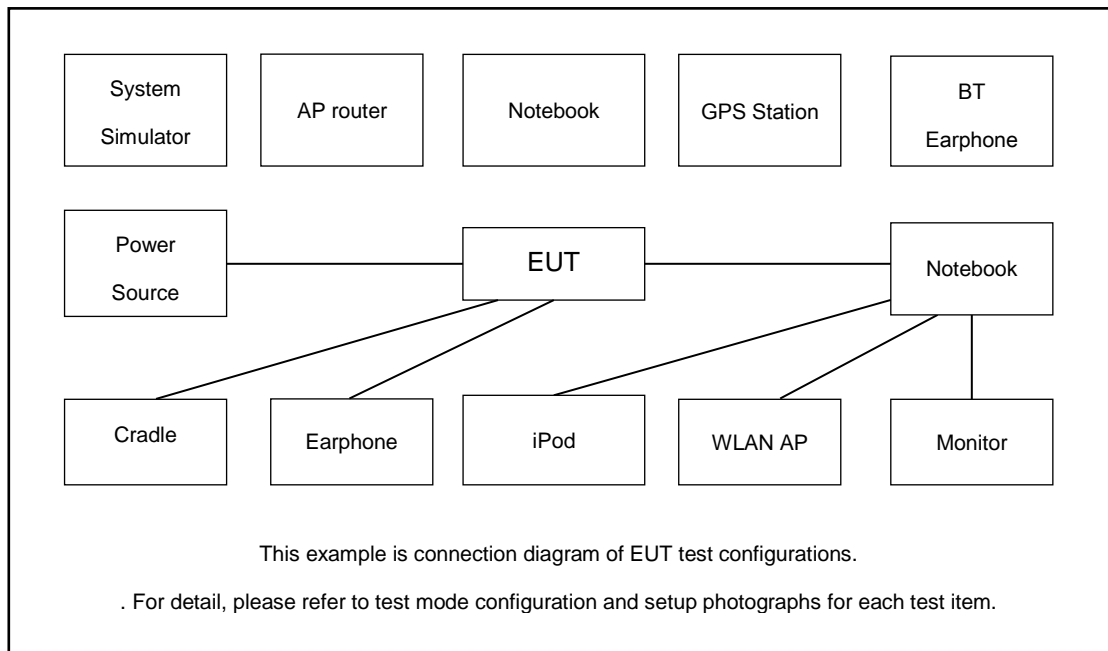 System
Simulator
AP router
Notebook
GPS Station
BT
Earphone
Power
Source
EUT
Notebook
Cradle
Earphone
iPod
WLAN AP
Monitor
This example is connection diagram of EUT test configurations.
. For detail, please refer to test mode configuration and setup photographs for each test item.